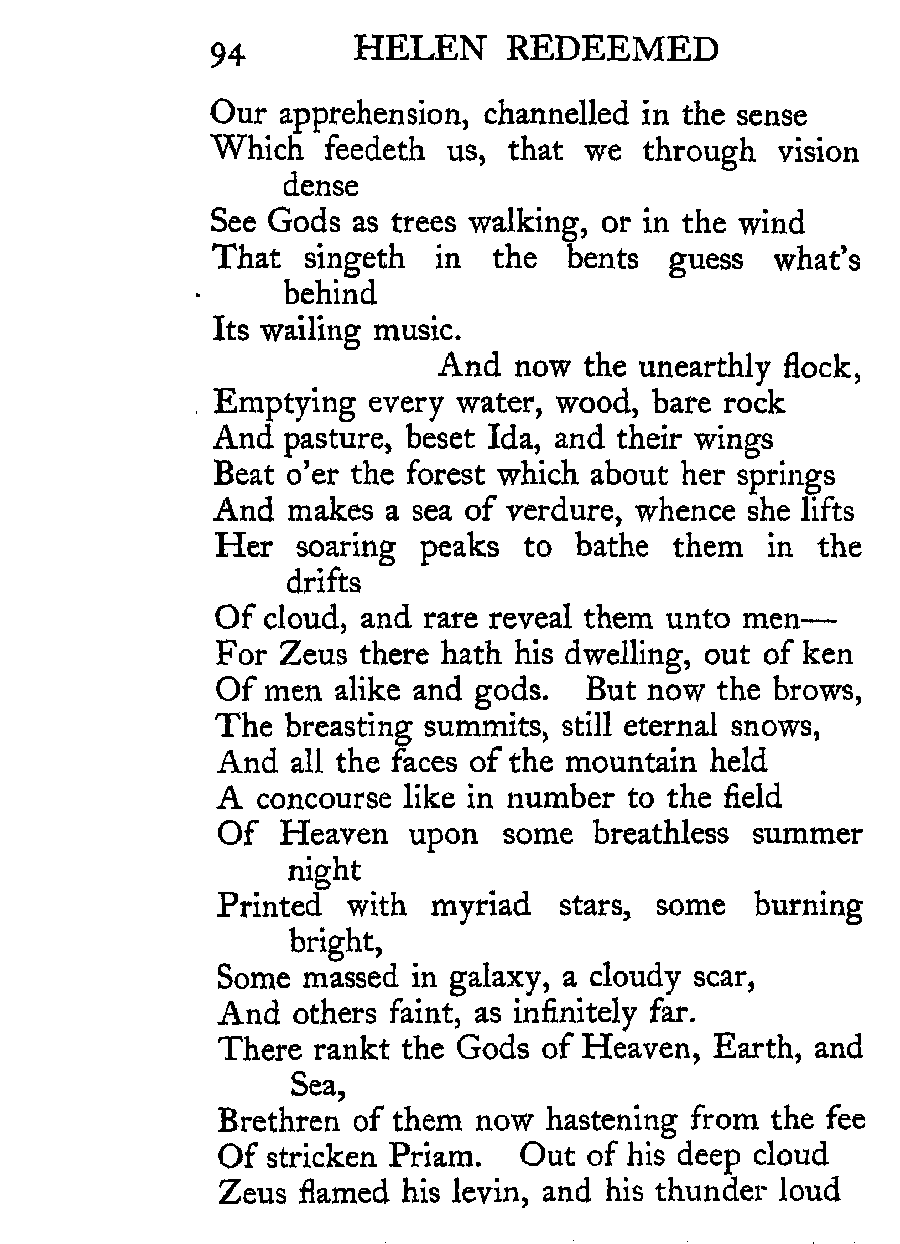 94 HELEN REDEEMED
Our apprehension, channelled in the sense
Which feedeth us, that we through vision
dense
See Gods as trees walking, or in the wind
That singeth in the bents guess what's
behind
Its wailing music.
And now the unearthly flock,
Emptying every water, wood, bare rock
And pasture, beset Ida, and their wings
Beat o'er the forest which about her springs
And makes a sea of verdure, whence she lifts
Her soaring peaks to bathe them in the
drifts
Of cloud, and rare reveal them unto men—
For Zeus there hath his dwelling, out of ken
Of men alike and gods. But now the brows,
The breasting summits, still eternal snows,
And all the faces of the mountain held
A concourse like in number to the field
Of Heaven upon some breathless summer
night
Printed with myriad stars, some burning
bright,
Some massed in galaxy, a cloudy scar,
And others faint, as infinitely far.
There rankt the Gods of Heaven, Earth, and
Sea,
Brethren of them now hastening from the fee
Of stricken Priam. Out of his deep cloud
Zeus flamed his levin, and his thunder loud